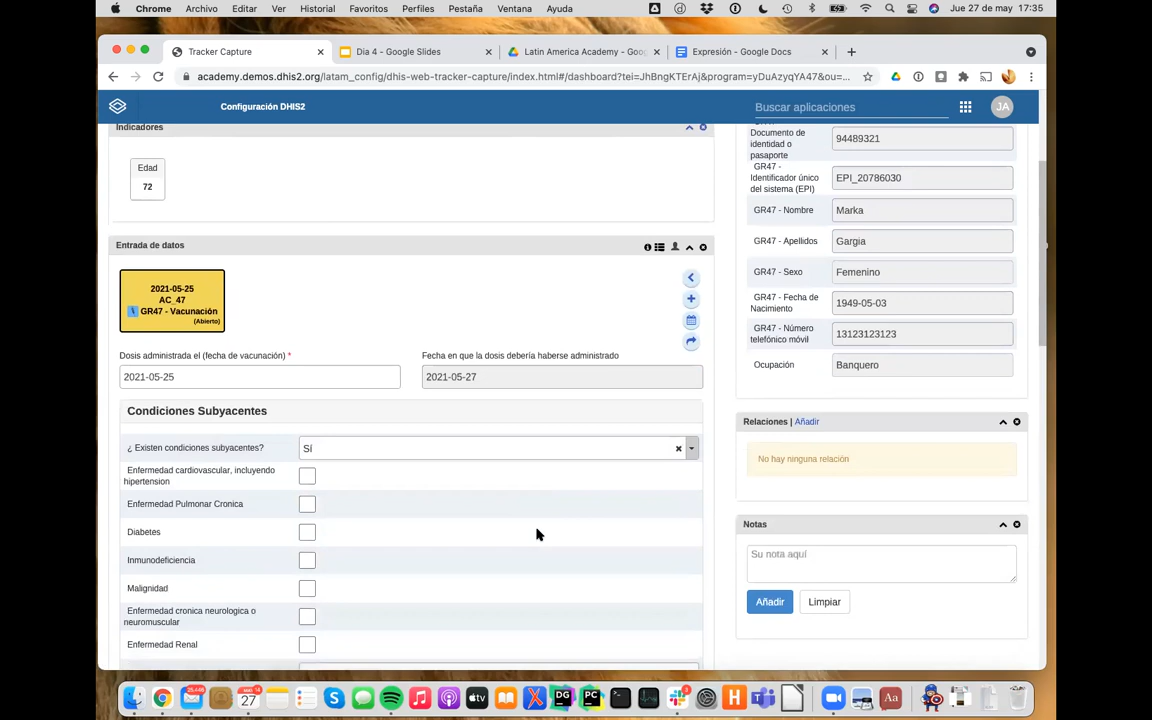 Chrome Archivo Editar Ver Historial Favoritos Perfiles Pestaña Ventana Ayuda
Jue 27 de may 17:35
Tracker Capture
Dia 4 - Google Slides
Latin America Academy - Goo
Expresión - Google Docs
academy.demos.dhis2.org/latam_config/dhis-web-tracker-capture/index.html#/dashboard?tei=JhBngKTErAj&program=yDuAzyqYA47&ou=...
Configuración DHIS2
Buscar aplicaciones
JA
Indicadores
Edad
72
Entrada de datos
2021-05-25
AC_47
GR47 - Vacunación
(Abierto)
Dosis administrada el (fecha de vacunación) *
Fecha en que la dosis debería haberse administrado
2021-05-25
2021-05-27
Condiciones Subyacentes
¿ Existen condiciones subyacentes?
Sí
Enfermedad cardiovascular, incluyendo
hipertension
Enfermedad Pulmonar Cronica
Diabetes
Inmunodeficiencia
Malignidad
Enfermedad cronica neurologica o
neuromuscular
Enfermedad Renal
Documento de
identidad o
pasaporte
94489321
GR47 -
Identificador único
del sistema (EPI)
EPI_20786030
GR47 - Nombre
Marka
GR47 - Apellidos
Gargia
GR47 - Sexo
Femenino
GR47 - Fecha de
Nacimiento
1949-05-03
GR47 - Número
telefónico móvil
13123123123
Ocupación
Banquero
Relaciones | Añadir
No hay ninguna relación
Notas
Su nota aquí
Añadir
Limpiar
27
DG
PC
H
Aa